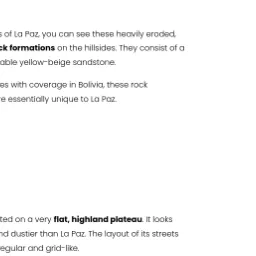 s of La Paz, you can see these heavily eroded,
ck formations on the hillsides. They consist of a
able yellow-beige sandstone.
es with coverage in Bolivia, these rock
e essentially unique to La Paz.
ted on a very flat, highland plateau. It looks
nd dustier than La Paz. The layout of its streets
egular and grid-like.